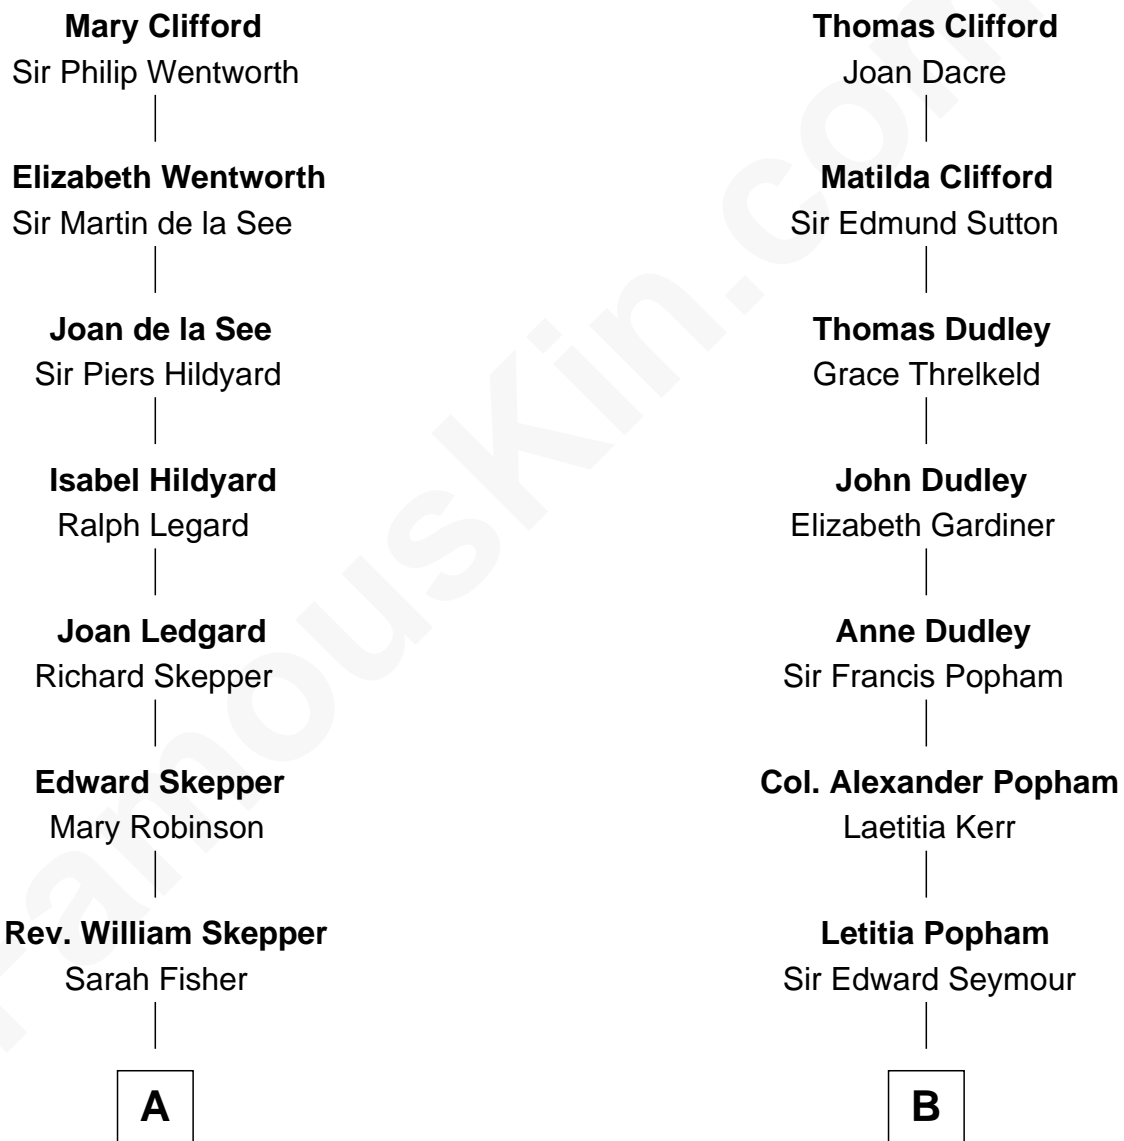 Mary Clifford
Sir Philip Wentworth
Elizabeth Wentworth
Sir Martin de la See
Joan de la See
Sir Piers Hildyard
Isabel Hildyard
Ralph Legard
Joan Ledgard
Richard Skepper
Edward Skepper
Mary Robinson
Rev. William Skepper
Sarah Fisher
A
Thomas Clifford
Joan Dacre
Matilda Clifford
Sir Edmund Sutton
Thomas Dudley
Grace Threlkeld
John Dudley
Elizabeth Gardiner
Anne Dudley
Sir Francis Popham
Col. Alexander Popham
Laetitia Kerr
Letitia Popham
Sir Edward Seymour
B
FamousKin.com